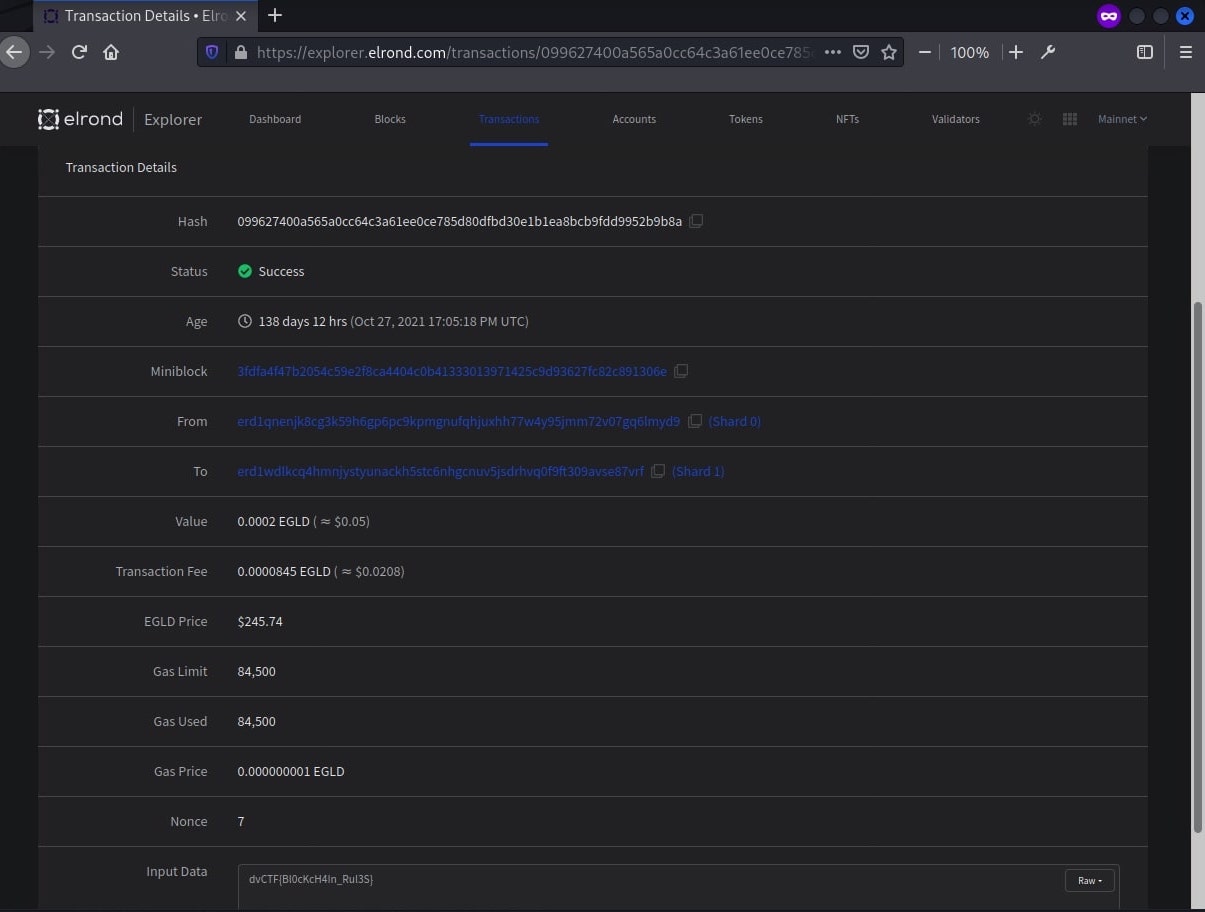 Transaction Details • Elro
https://explorer.elrond.com/transactions/099627400a565a0cc64c3a61ee0ce785
100%
elrond Explorer Dashboard Blocks Transactions Accounts Tokens NFTs Validators Mainnet
Transaction Details
Hash 099627400a565a0cc64c3a61ee0ce785d80dfbd30e1b1ea8bcb9fdd9952b9b8a
Status Success
Age 138 days 12 hrs (Oct 27, 2021 17:05:18 PM UTC)
Miniblock 3fdfa4f47b2054c59e2f8ca4404c0b41333013971425c9d93627fc82c891306e
From erd1qnenjk8cg3k59h6gp6pc9kpmgnufqhjuxhh77w4y95jmm72v07gq6lmyd9 (Shard 0)
To erd1wdlkcq4hmnjystyunackh5stc6nhgcnuv5jsdrhvq0f9ft309avse87vrf (Shard 1)
Value 0.0002 EGLD ( ≈ $0.05)
Transaction Fee 0.0000845 EGLD ( ≈ $0.0208)
EGLD Price $245.74
Gas Limit 84,500
Gas Used 84,500
Gas Price 0.000000001 EGLD
Nonce 7
Input Data dvCTF{Bl0cKcH4In_Rul3S} Raw